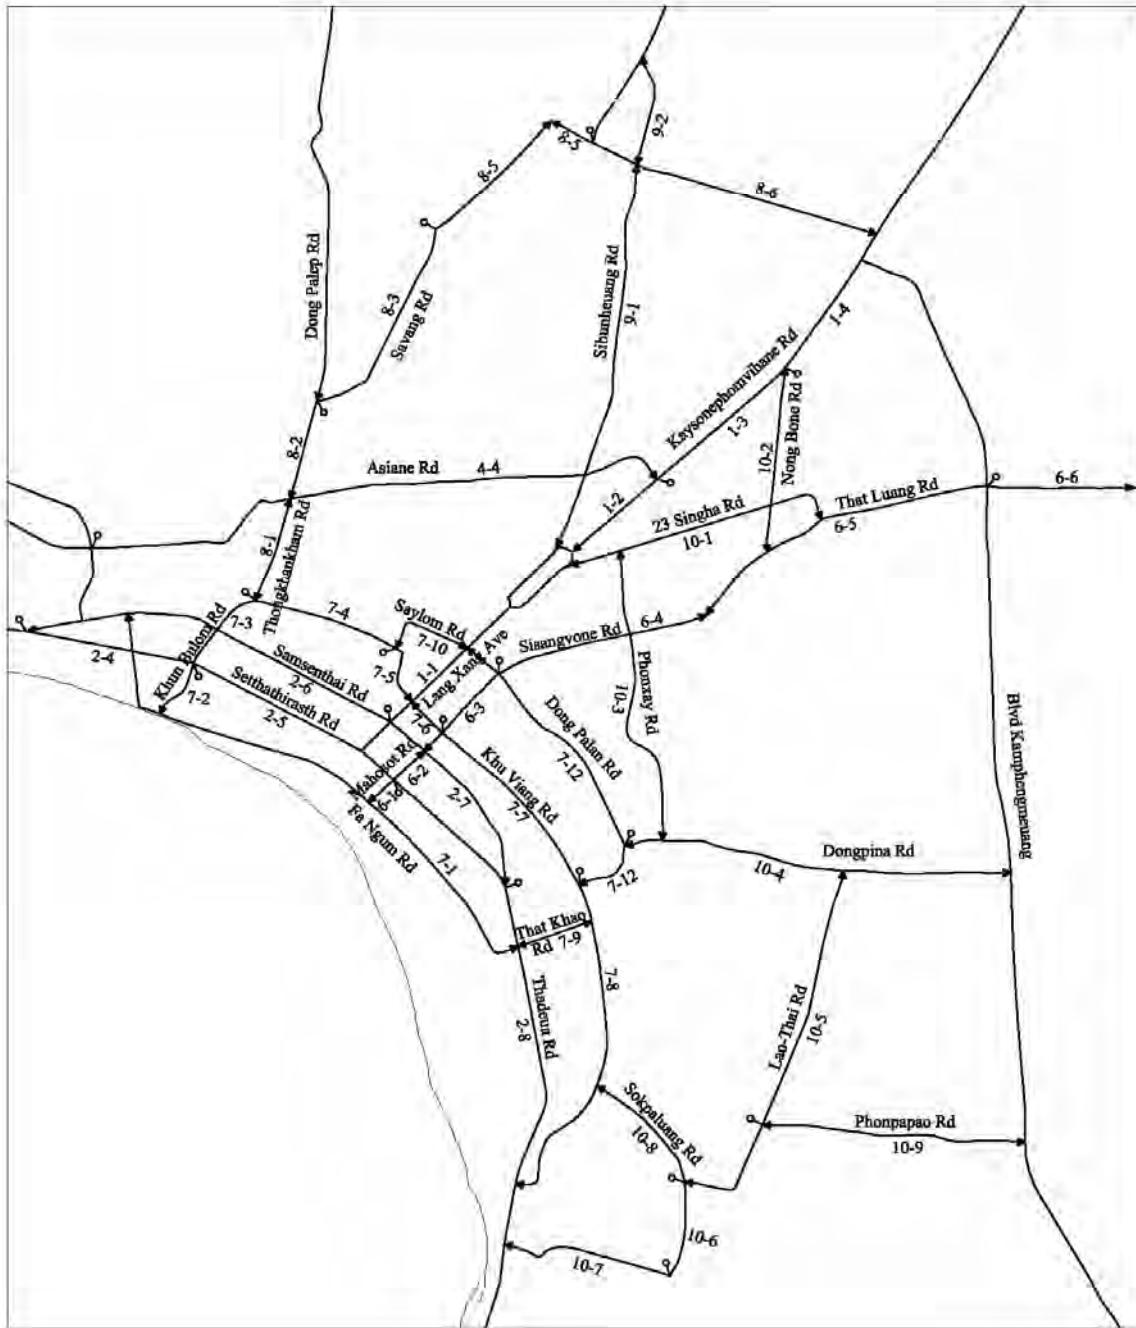 9-2
8-5
8-5
8-6
Dong Palep Rd
8-3
Savang Rd
Sibunheuang Rd
9-1
1-4
Kaysonephomvihane Rd
1-3
Nong Bone Rd
10-2
8-2
Asiane Rd
4-4
6-6
That Luang Rd
6-5
1-2
23 Singha Rd
10-1
8-1
Thongkhankham Rd
7-4
Saylom Rd
7-10
Khun Bulom Rd
7-3
Sisangvone Rd
6-4
2-4
7-2
Samsenthai Rd
2-6
7-5
1-1
Lang Xang Ave
Phonxay Rd
10-3
Setthathirasth Rd
2-5
7-6
6-3
Dong Palan Rd
7-12
Blvd Kamphengmeuang
Mahosot Rd
6-2
2-7
Khu Viang Rd
7-7
Fa Ngum Rd
7-1
Dongpina Rd
10-4
7-12
That Khao
Rd 7-9
7-8
Thadeua Rd
2-8
Lao-Thai Rd
10-5
Sokpaluang Rd
10-8
Phonpapao Rd
10-9
10-6
10-7